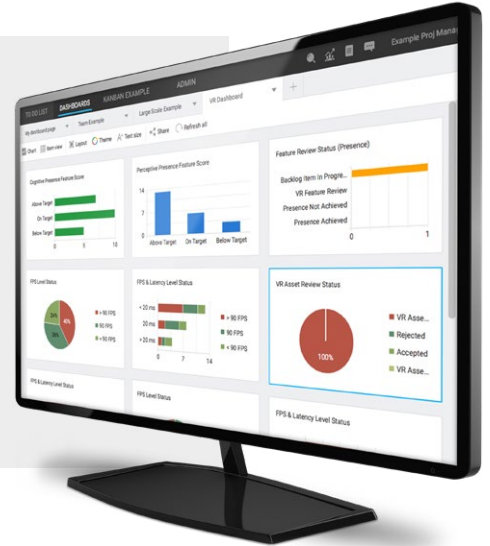 TO DO LIST
DASHBOARDS
KANBAN EXAMPLE
ADMIN
Example Proj Mana
My dashboard page
Team Example
Large Scale Example
VR Dashboard
Chart
Item view
Layout
Theme
Text size
Share
Refresh all
Cognitive Presence Feature Score
Above Target
On Target
Below Target
0 5 10
Perceptive Presence Feature Score
14
7
0
Above Target On Target Below Target
Feature Review Status (Presence)
Backlog Item In Progre...
VR Feature Review
Presence Not Achieved
Presence Achieved
0 1
FPS Level Status
24%
40%
36%
90 FPS
90 FPS
90 FPS
FPS & Latency Level Status
20 ms
20 ms
20 ms
0 7 14
90 FPS
90 FPS
90 FPS
VR Asset Review Status
100%
VR Asse...
Rejected
Accepted
VR Asse...
FPS & Latency Level Status
FPS Level Status
FPS & Latency Level Status